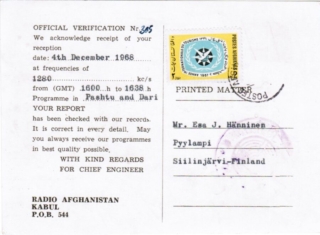 OFFICIAL VERIFICATION Nr 305
We acknowledge receipt of your
reception
date: 4th December 1968
at frequencies of
1280 kc/s
from (GMT) 1600 h to 1638 h
Programme in Pashtu and Dari
YOUR REPORT
has been checked with our records.
It is correct in every detail. May
you always receive our programmes
in best quality possible,
WITH KIND REGARDS
FOR CHIEF ENGINEER
RADIO AFGHANISTAN
KABUL
P.O.B. 544
PRINTED MATTER
Mr. Esa J. Hänninen
Pyylampi
Siilinjärvi-Finland